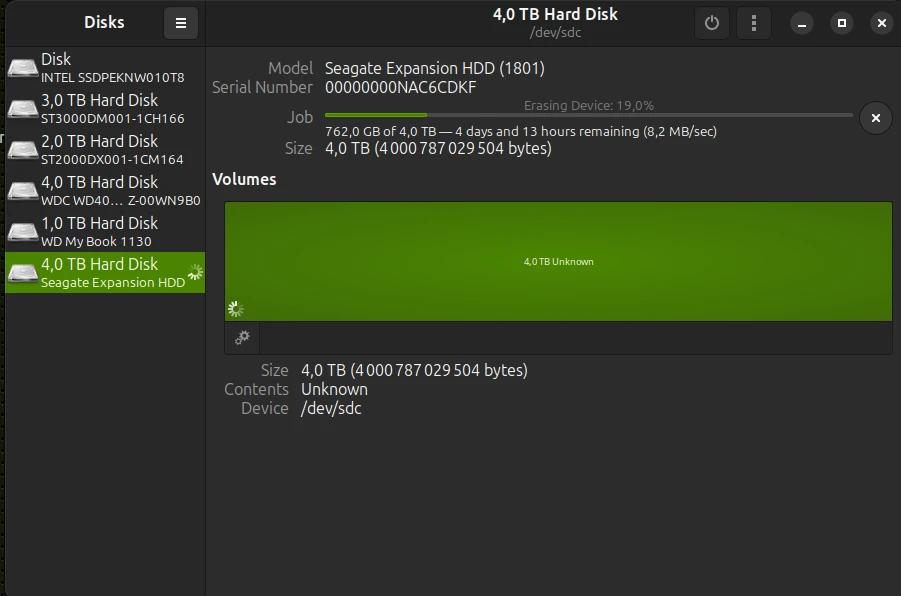 Disks
4,0 TB Hard Disk
/dev/sdc
Disk
INTEL SSDPEKNW010T8
3,0 TB Hard Disk
ST3000DM001-1CH166
2,0 TB Hard Disk
ST2000DX001-1CM164
4,0 TB Hard Disk
WDC WD40… Z-00WN9B0
1,0 TB Hard Disk
WD My Book 1130
4,0 TB Hard Disk
Seagate Expansion HDD
Model Seagate Expansion HDD (1801)
Serial Number 00000000NAC6CDKF
Erasing Device: 19,0%
Job
762,0 GB of 4,0 TB — 4 days and 13 hours remaining (8,2 MB/sec)
Size 4,0 TB (4 000 787 029 504 bytes)
Volumes
4,0 TB Unknown
Size 4,0 TB (4 000 787 029 504 bytes)
Contents Unknown
Device /dev/sdc